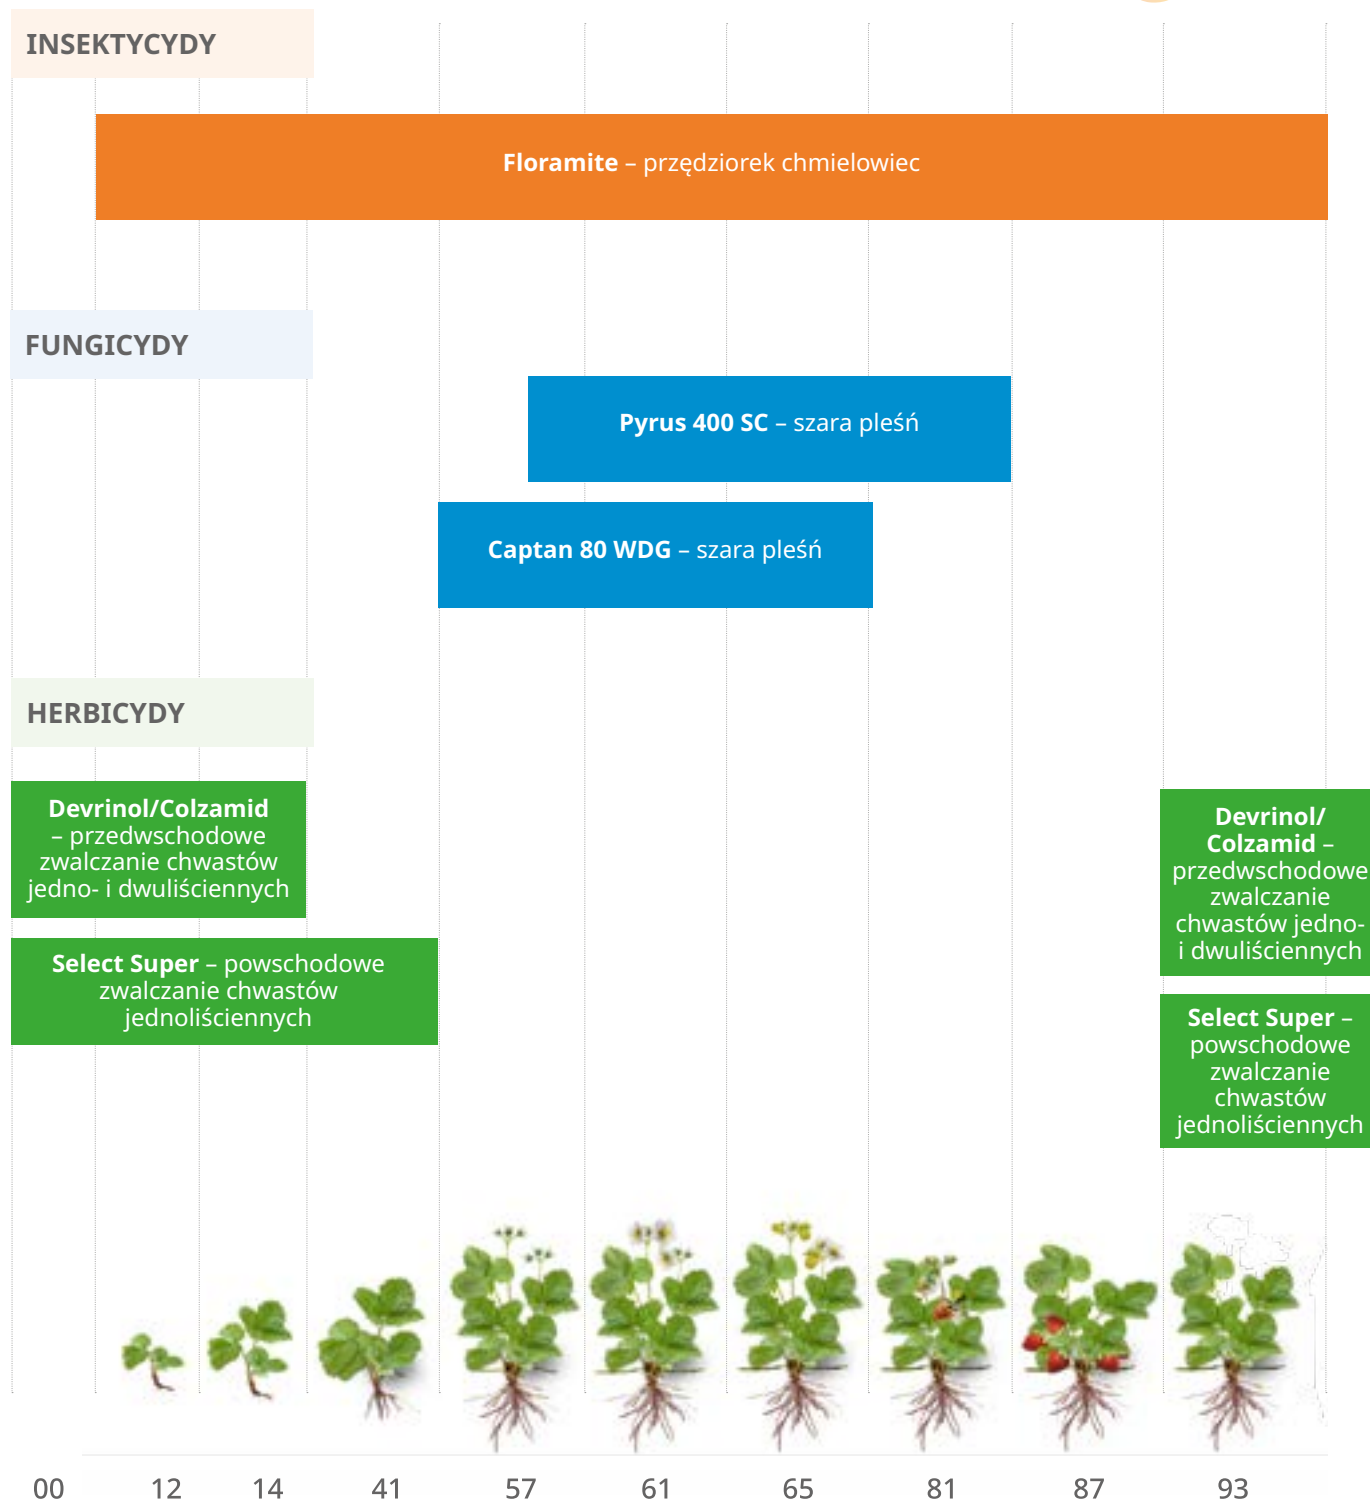 INSEKTYCYDY
Floramite – przędziorek chmielowiec
FUNGICYDY
Pyrus 400 SC – szara pleśń
Captan 80 WDG – szara pleśń
HERBICYDY
Devrinol/Colzamid
– przedwschodowe
zwalczanie chwastów
jedno- i dwuliściennych
Select Super – powschodowe
zwalczanie chwastów
jednoliściennych
Devrinol/
Colzamid –
przedwschodowe
zwalczanie
chwastów jedno-
i dwuliściennych
Select Super –
powschodowe
zwalczanie
chwastów
jednoliściennych
00 12 14 41 57 61 65 81 87 93